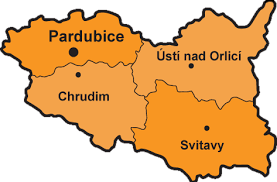 Pardubice
Ústí nad Orlicí
Chrudim
Svitavy